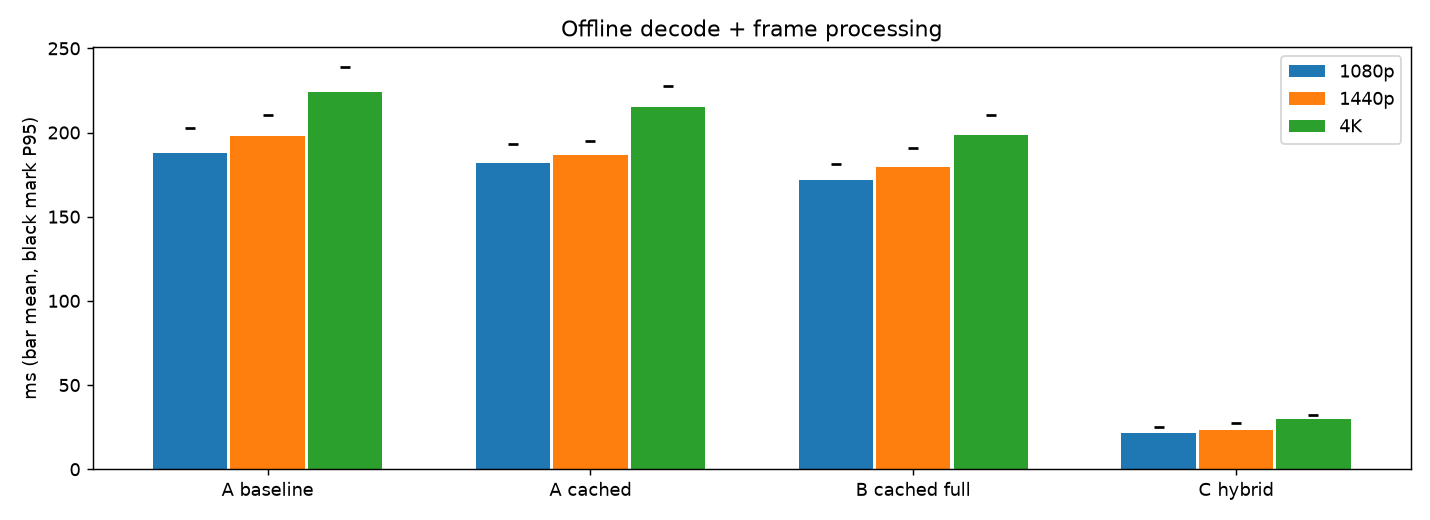 Offline decode + frame processing
ms (bar mean, black mark P95)
250
200
150
100
50
0
1080p
1440p
4K
A baseline
A cached
B cached full
C hybrid